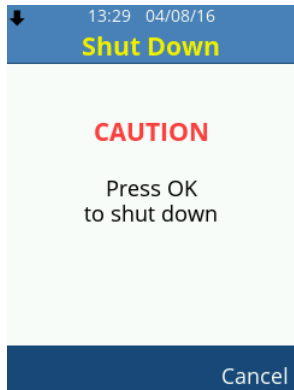 13:29 04/08/16
Shut Down
CAUTION
Press OK
to shut down
Cancel